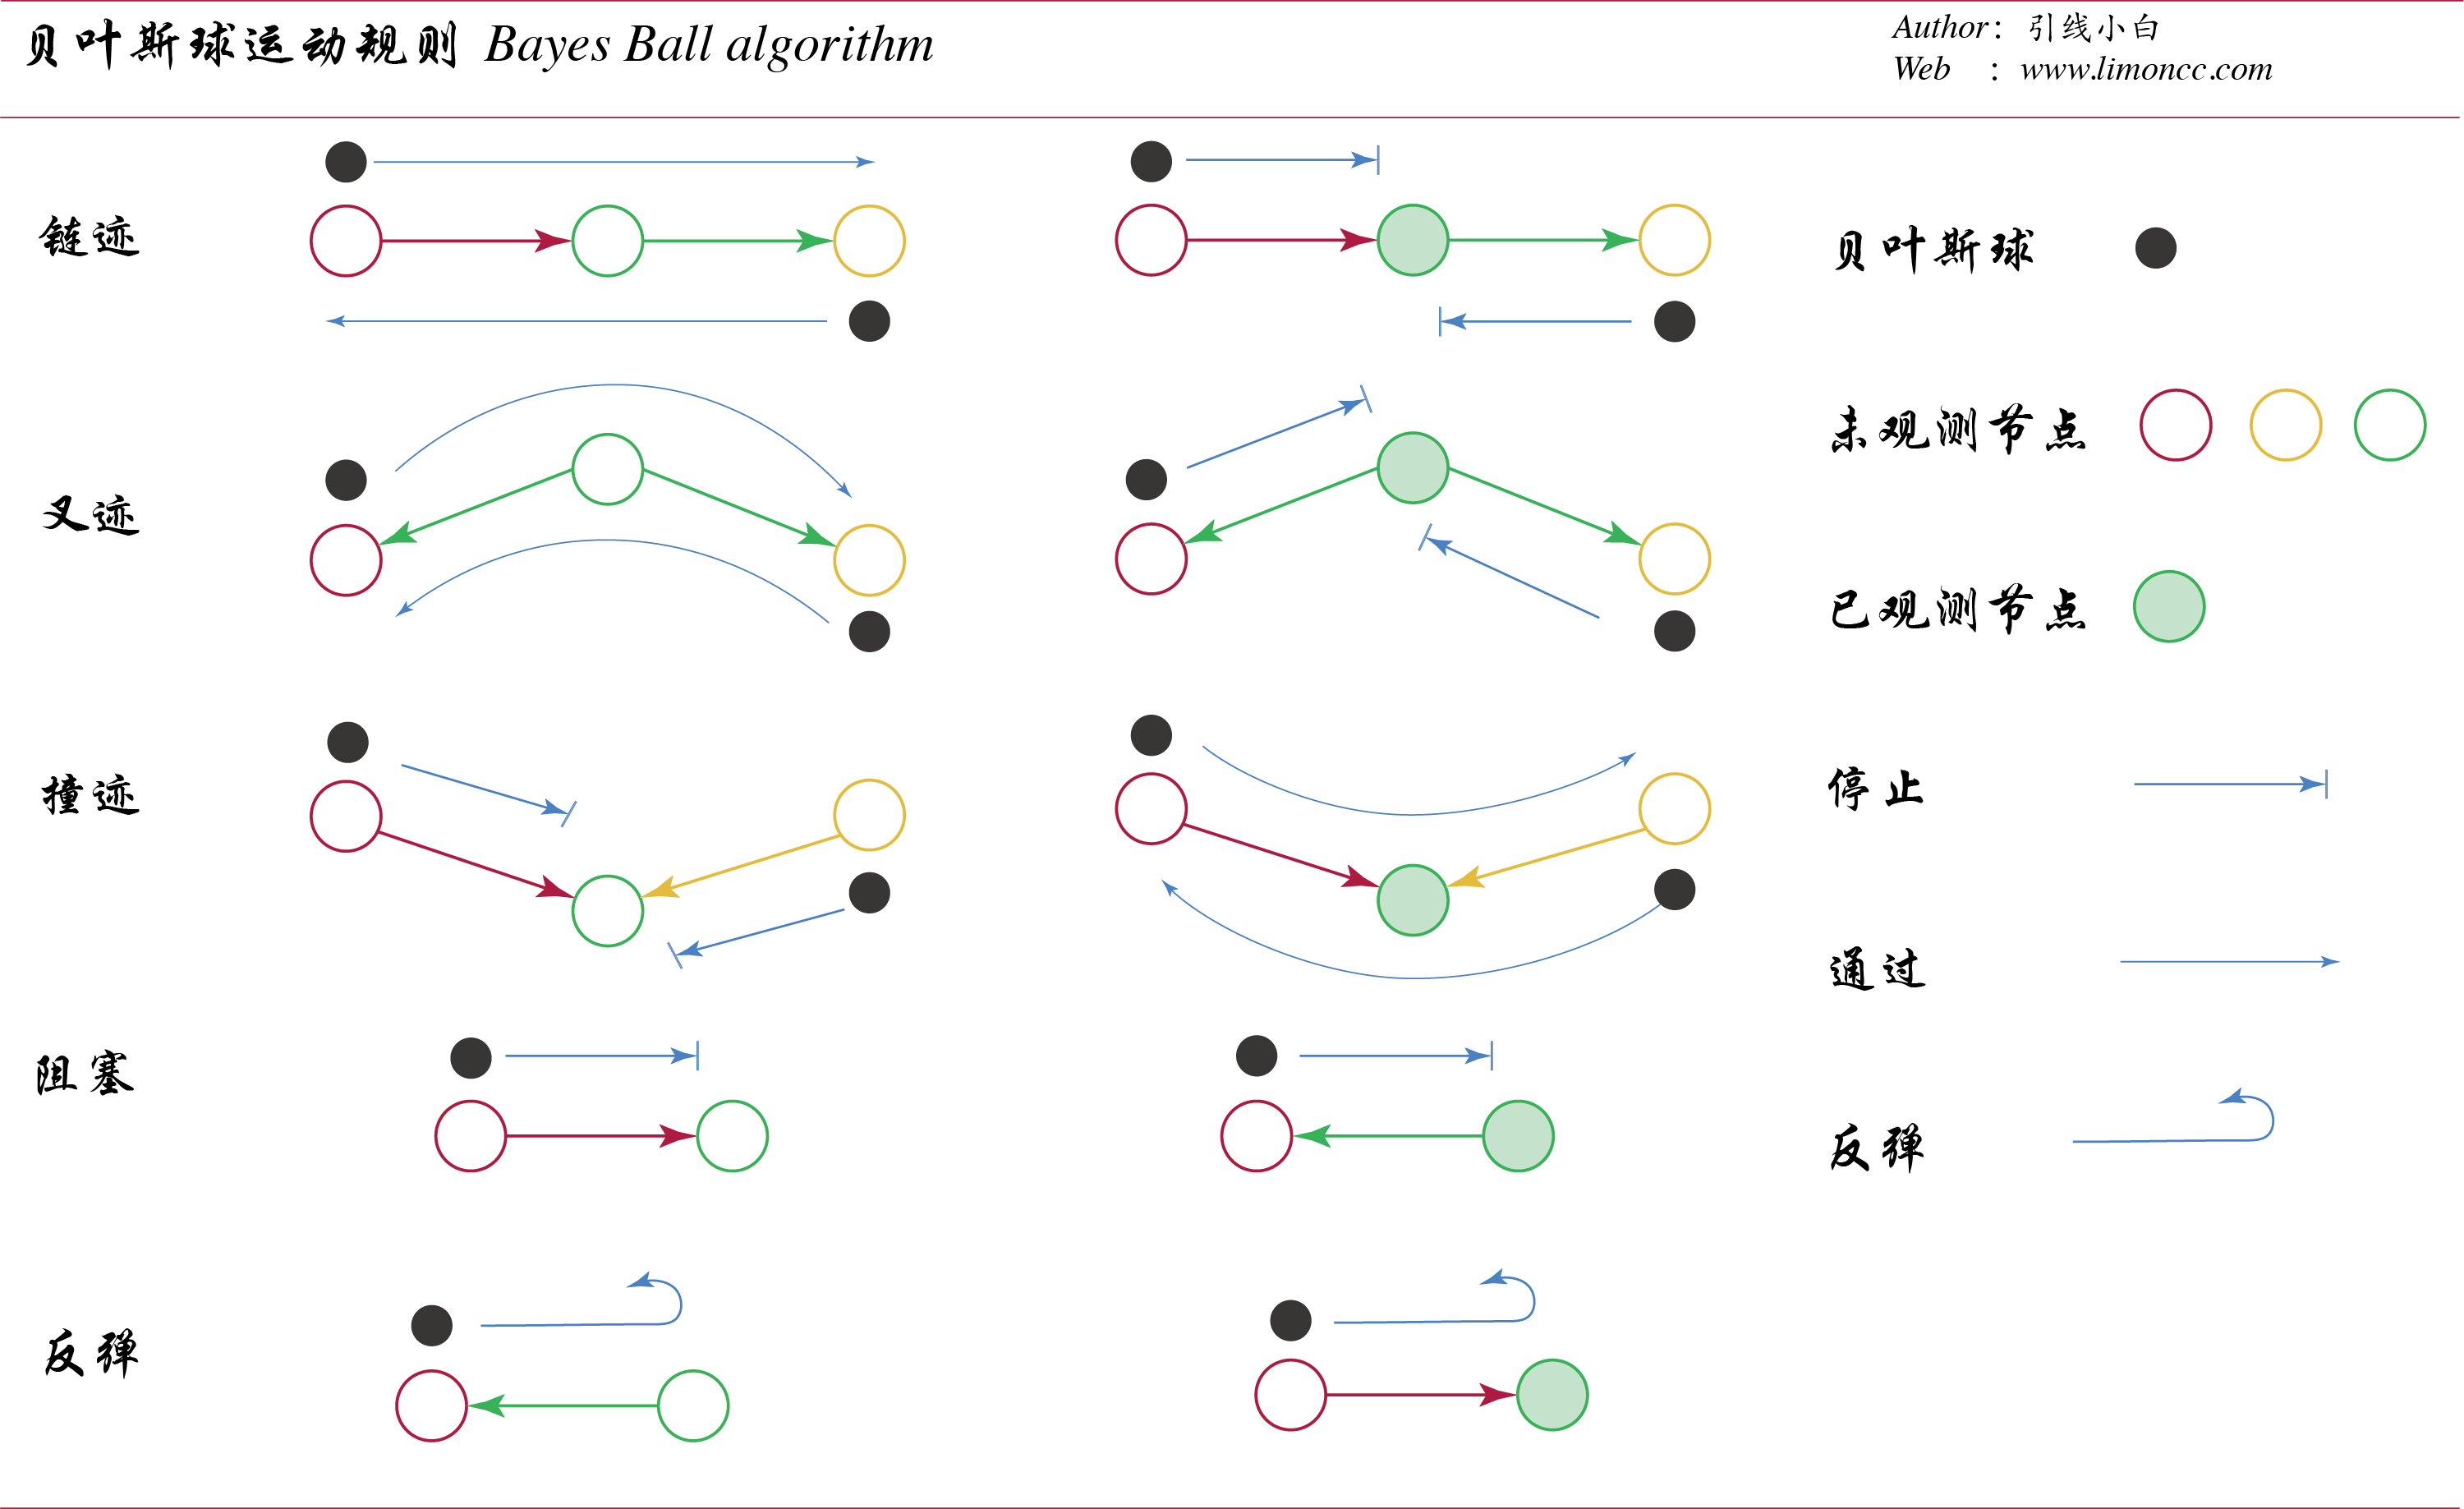 贝叶斯球运动规则 Bayes Ball algorithm
Author： 引线小白
Web ： www.limoncc.com
链迹
贝叶斯球
未观测节点
叉迹
已观测节点
撞迹
停止
通过
阻塞
反弹
反弹